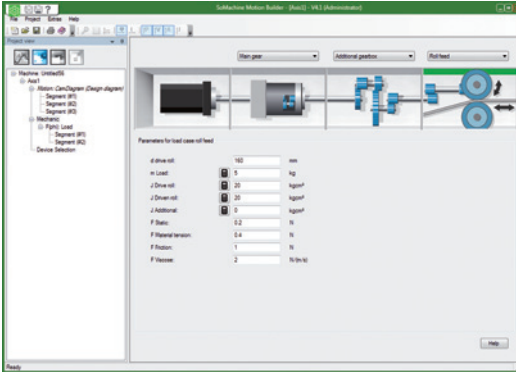 SoMachine Motion Builder - [Axis1] - V4.1 (Administrator)
File Project Extras Help
Project view
Machine: Untitled56
Axis1
Motion: CamDiagram (Design diagram)
Segment (#1)
Segment (#2)
Segment (#3)
Mechanic
F(phi): Load
Segment (#1)
Segment (#2)
Device Selection
Main gear
Additional gearbox
Roll feed
Parameters for load case roll feed
d drive roll: 160 mm
m Load: 5 kg
J Drive roll: 20 kgcm²
J Driven roll: 20 kgcm²
J Additional: 0 kgcm²
F Static: 0.2 N
F Material tension: 0.4 N
F Friction: 1 N
F Viscose: 2 N/(m/s)
Help
Ready